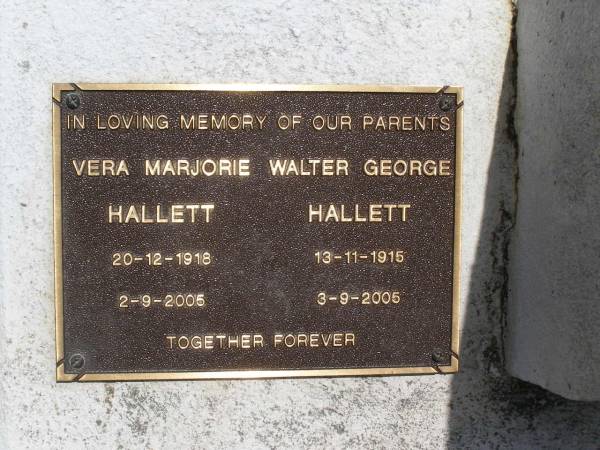 IN LOVING MEMORY OF OUR PARENTS
VERA MARJORIE WALTER GEORGE
HALLETT HALLETT
20-12-1918 13-11-1915
2-9-2005 3-9-2005
TOGETHER FOREVER